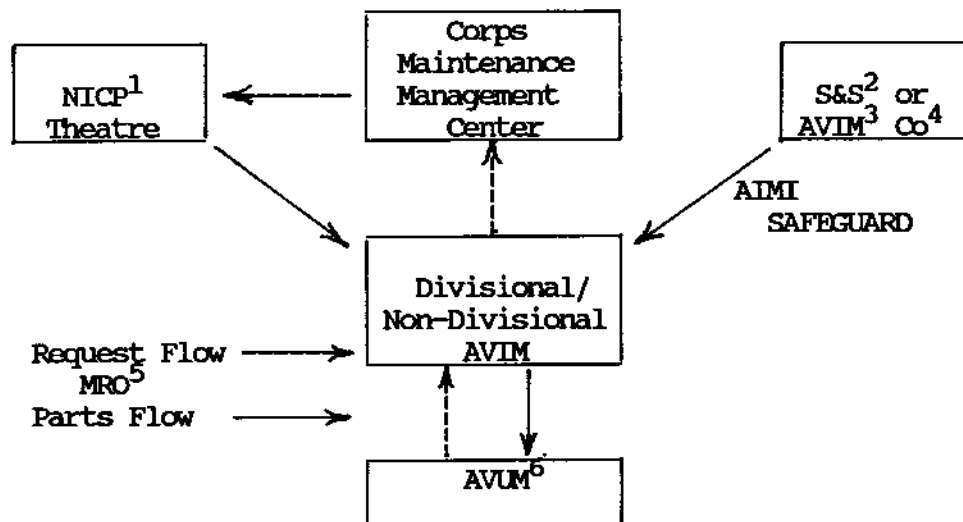 Corps
Maintenance
Management
Center
NICP¹
Theatre
S&S² or
AVIM³ Co⁴
AIMI
SAFEGUARD
Divisional/
Non-Divisional
AVIM
Request Flow
MRO⁵
Parts Flow
AVUM⁶